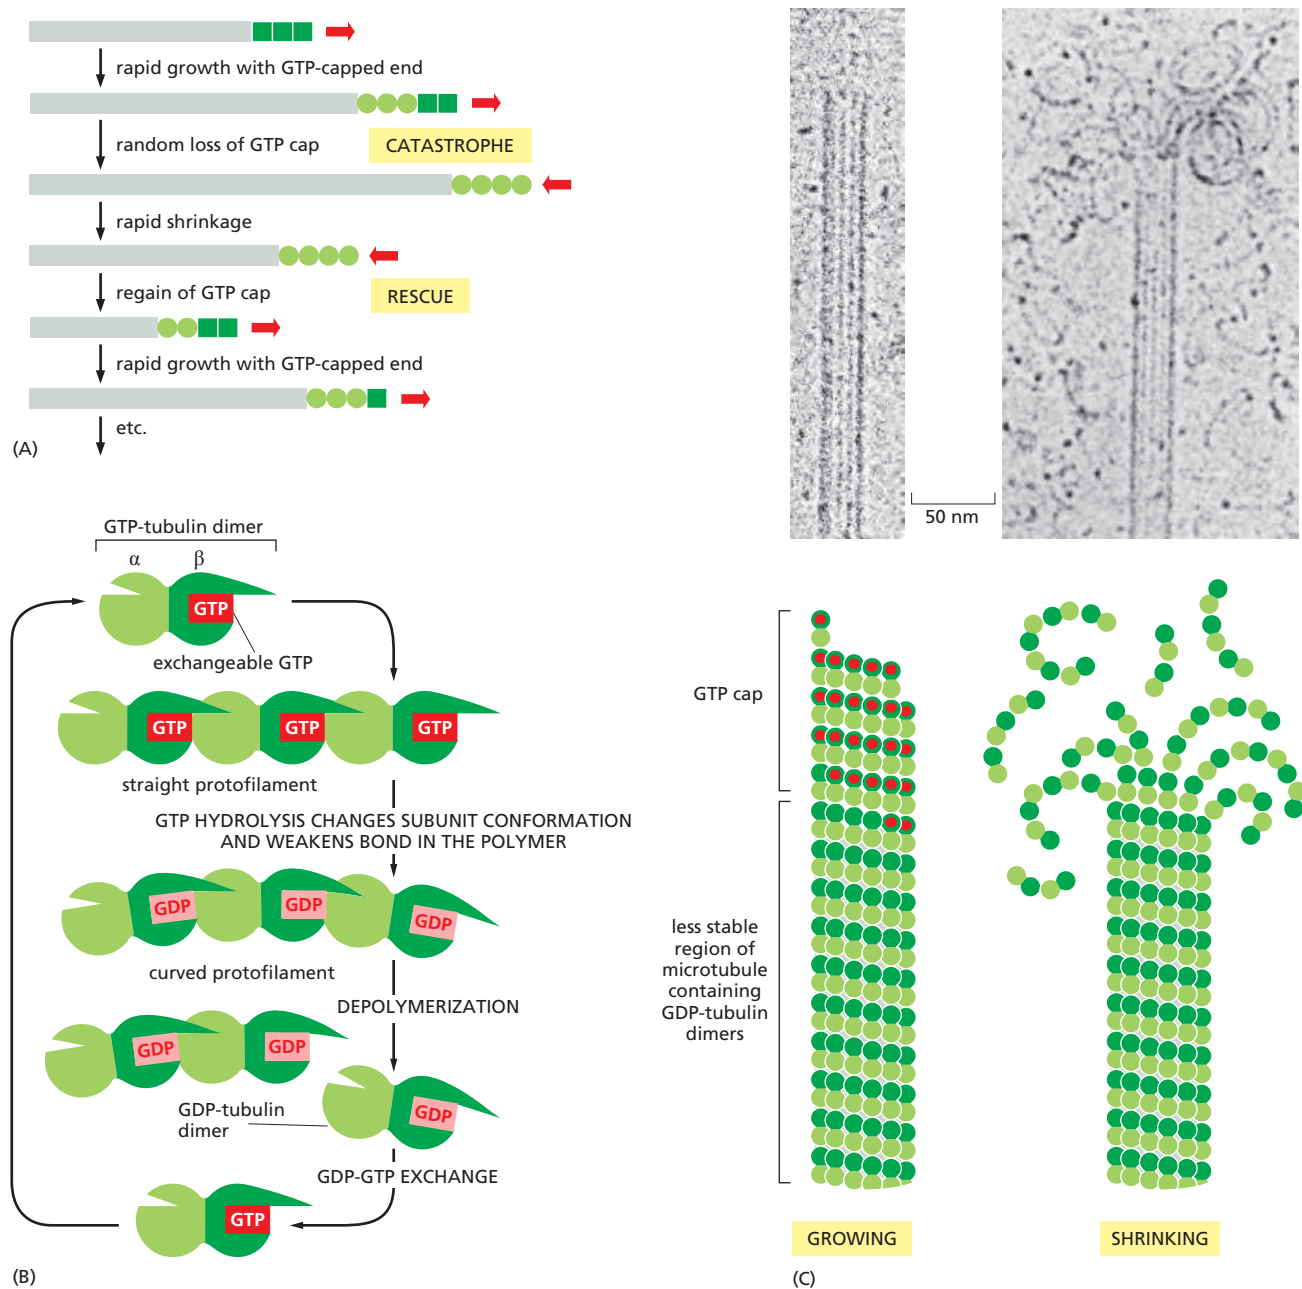 rapid growth with GTP-capped end
random loss of GTP cap
CATASTROPHE
rapid shrinkage
regain of GTP cap
RESCUE
rapid growth with GTP-capped end
etc.
(A)
50 nm
GTP-tubulin dimer
α
β
GTP
exchangeable GTP
GTP
GTP
GTP
straight protofilament
GTP HYDROLYSIS CHANGES SUBUNIT CONFORMATION
AND WEAKENS BOND IN THE POLYMER
GDP
GDP
GDP
curved protofilament
DEPOLYMERIZATION
GDP
GDP
GDP-tubulin
dimer
GDP
GDP-GTP EXCHANGE
GTP
(B)
GTP cap
less stable
region of
microtubule
containing
GDP-tubulin
dimers
GROWING
SHRINKING
(C)